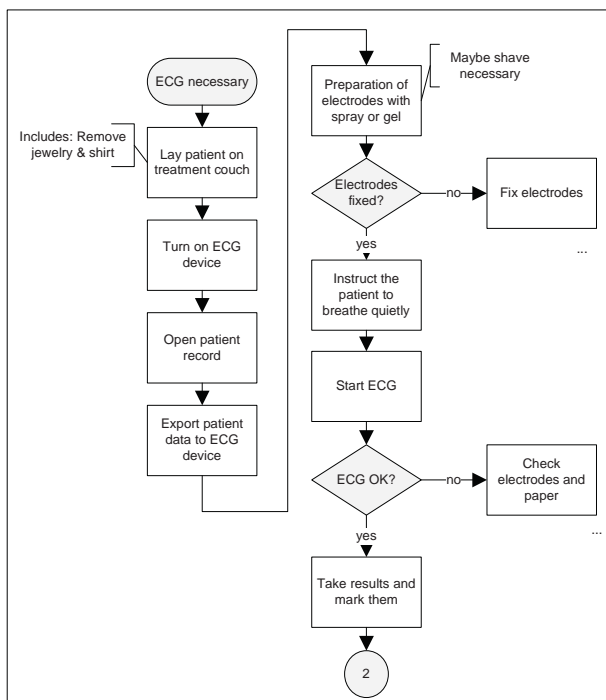 ECG necessary
Includes: Remove
jewelry & shirt
Lay patient on
treatment couch
Turn on ECG
device
Open patient
record
Export patient
data to ECG
device
Preparation of
electrodes with
spray or gel
Maybe shave
necessary
Electrodes
fixed?
no
Fix electrodes
...
yes
Instruct the
patient to
breathe quietly
Start ECG
ECG OK?
no
Check
electrodes and
paper
...
yes
Take results and
mark them
2